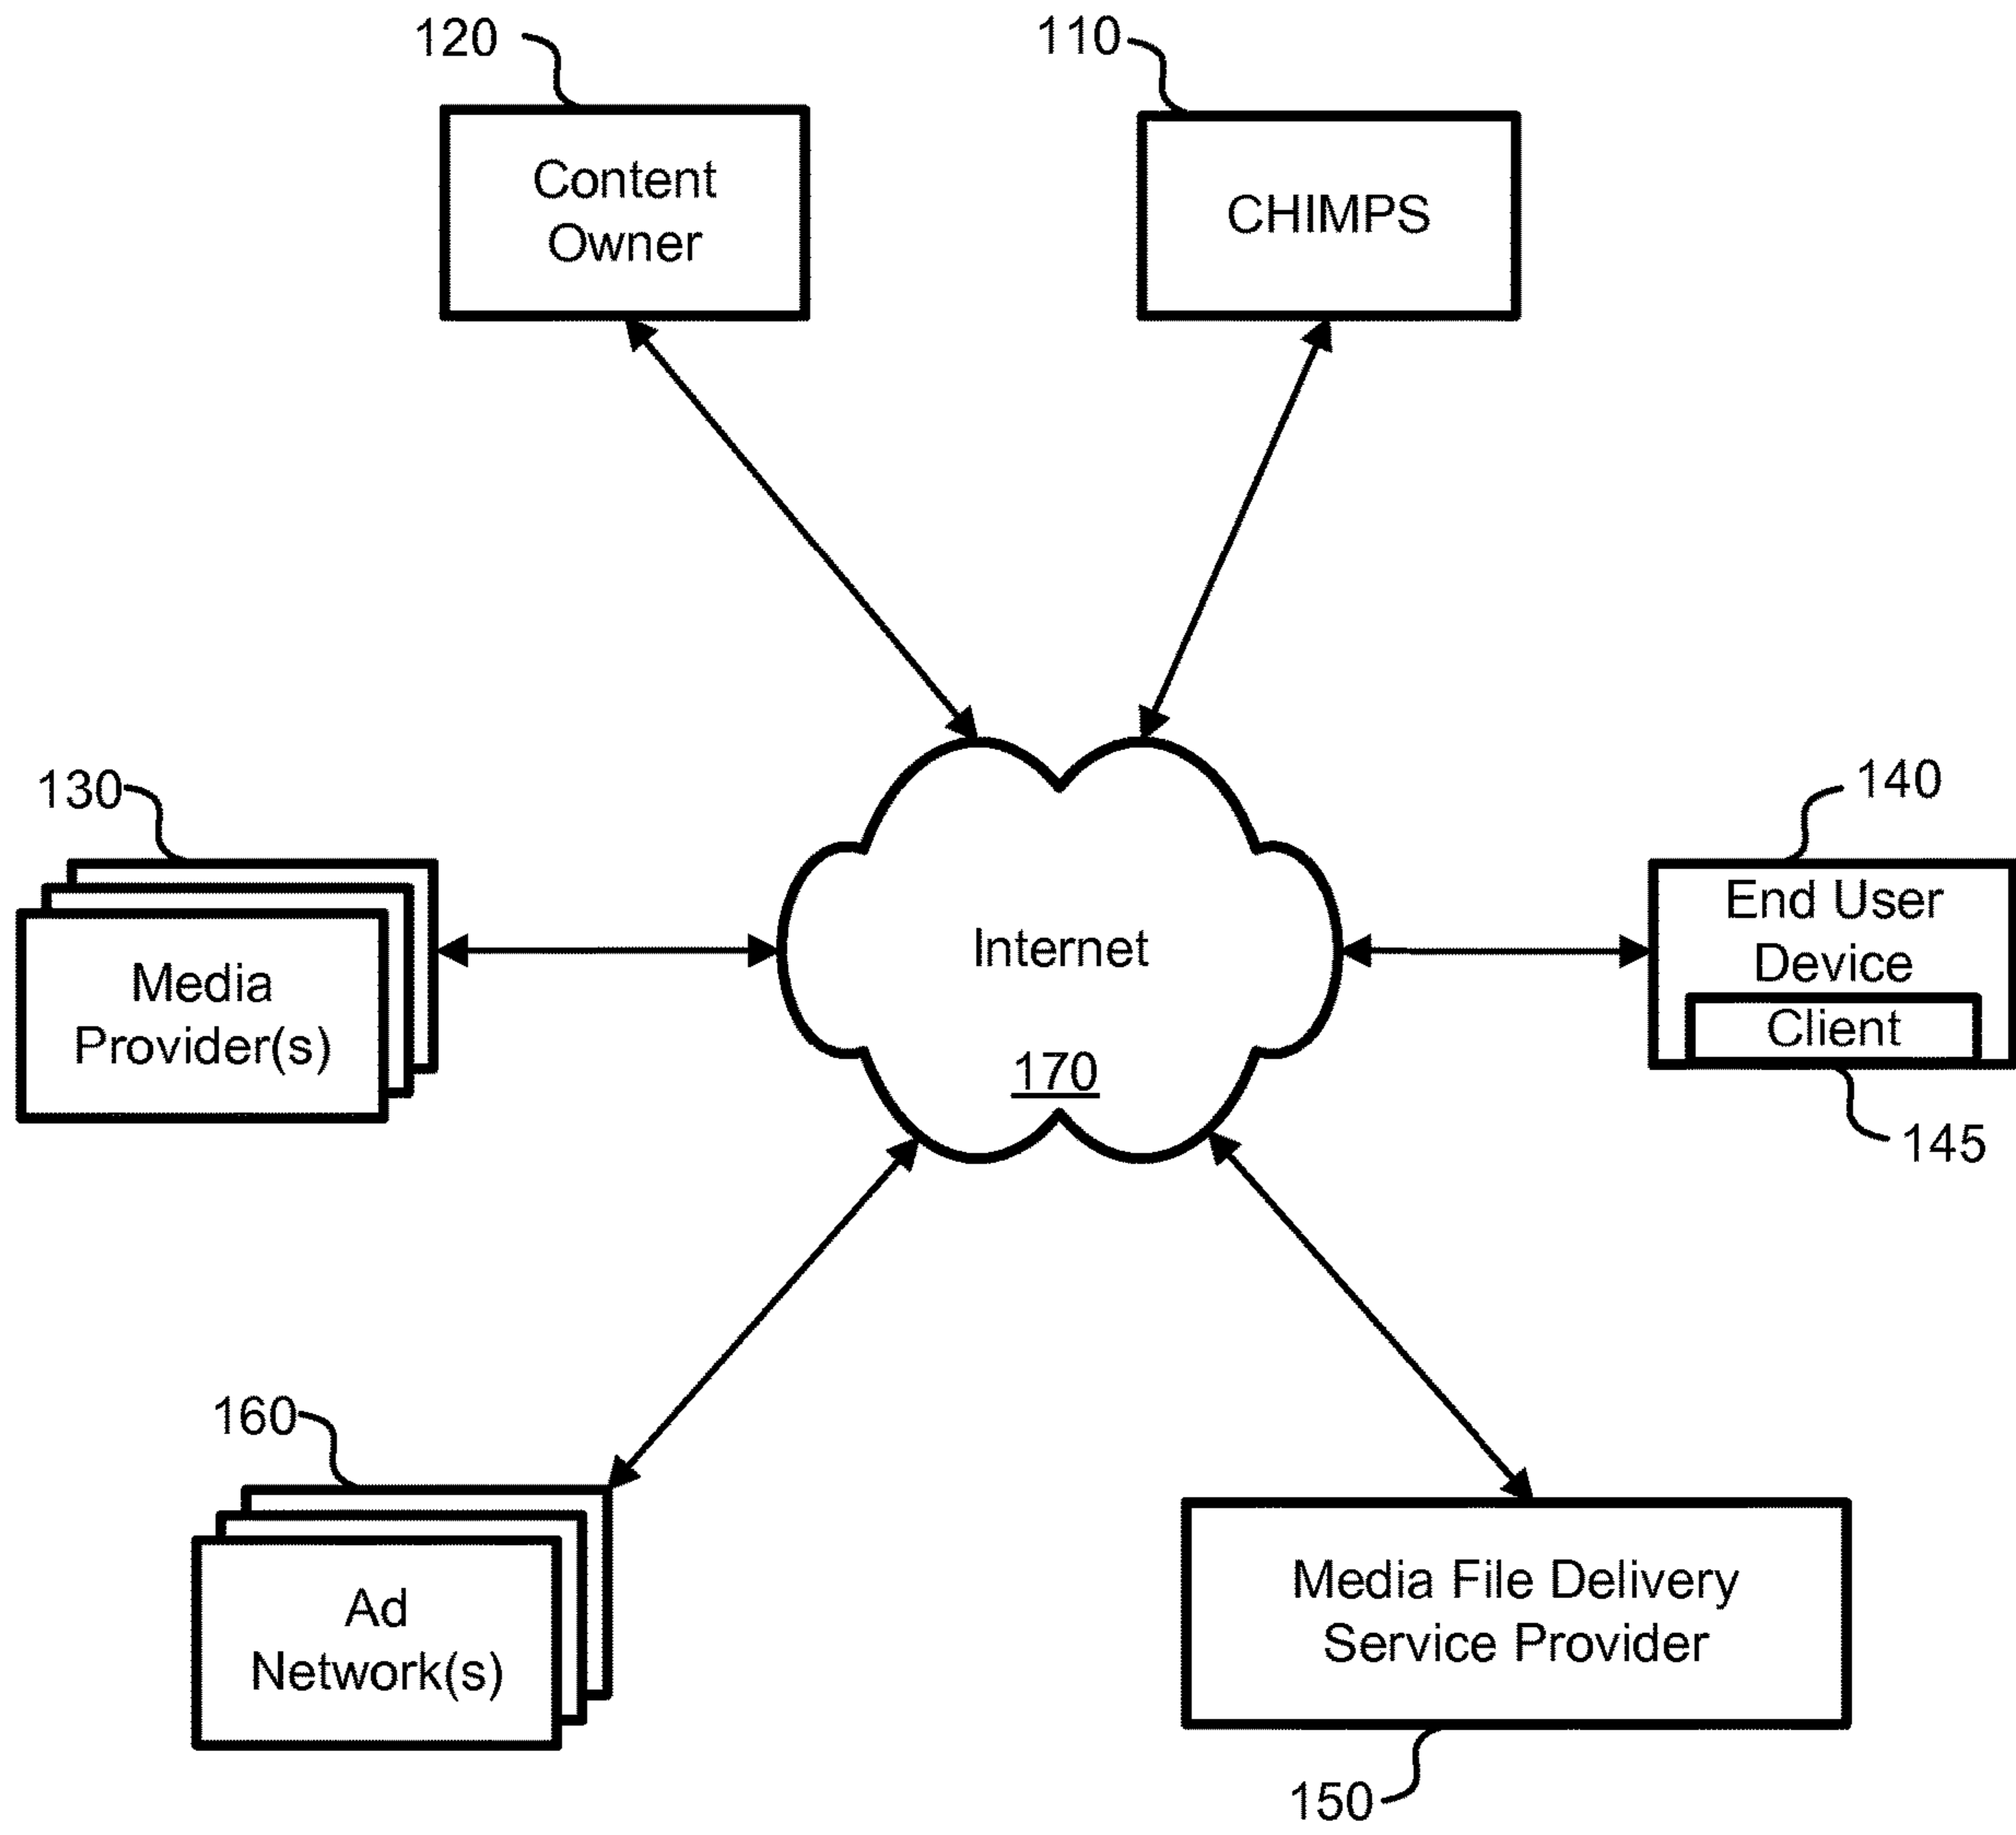 120
110
Content
Owner
CHIMPS
130
140
Media
Provider(s)
Internet
170
End User
Device
Client
145
160
Ad
Network(s)
Media File Delivery
Service Provider
150